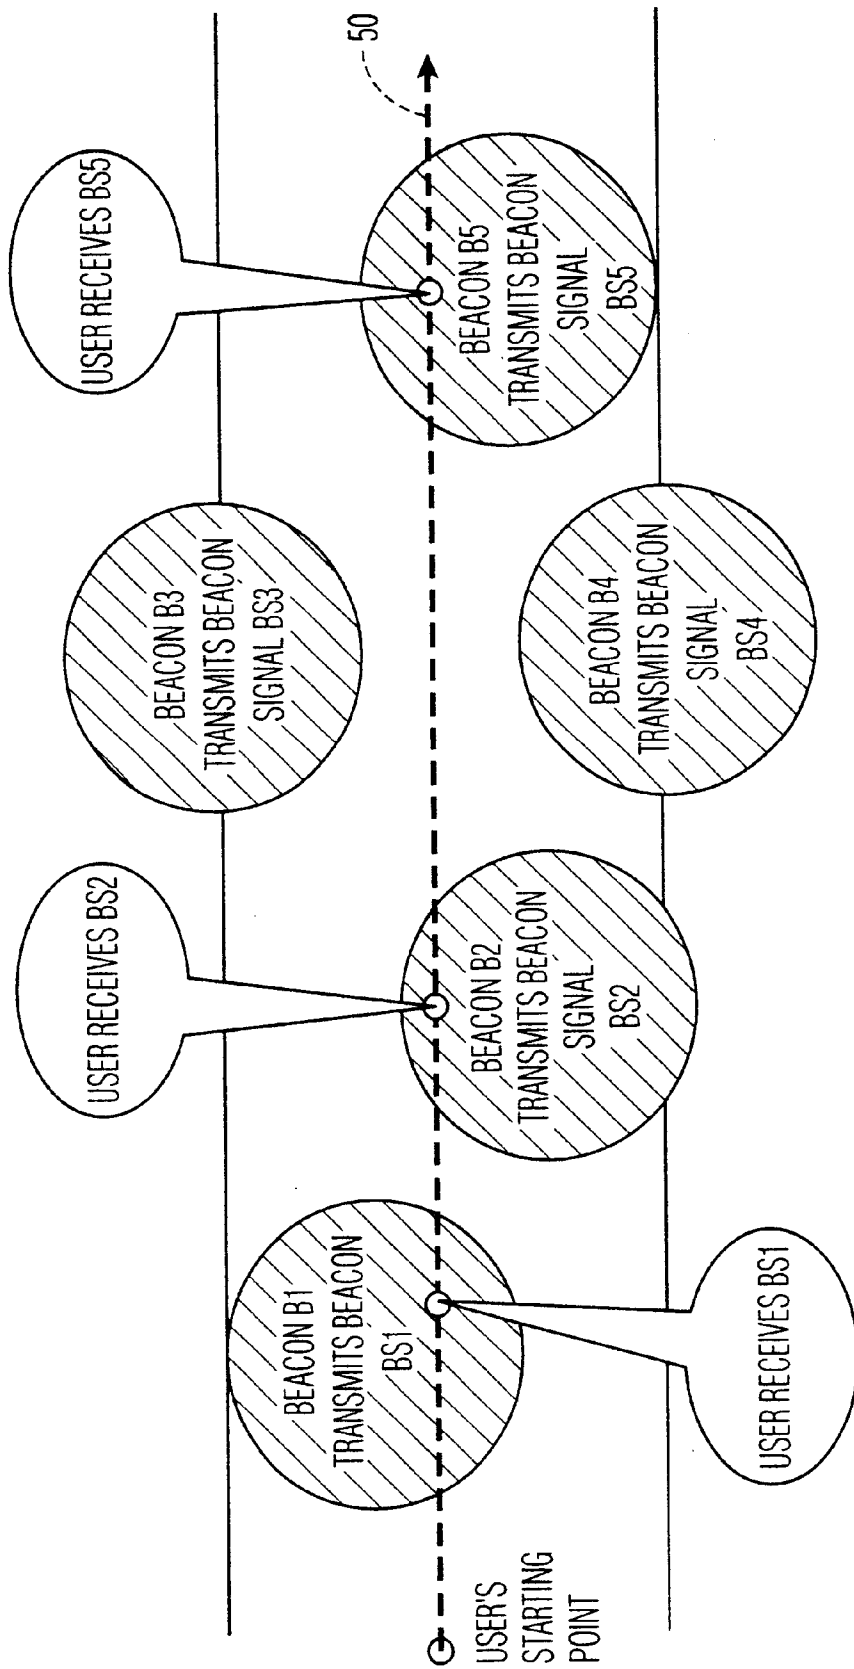 USER'S
STARTING
POINT
BEACON B1
TRANSMITS BEACON
BS1
USER RECEIVES BS1
USER RECEIVES BS2
BEACON B2
TRANSMITS BEACON
SIGNAL
BS2
BEACON B3
TRANSMITS BEACON
SIGNAL BS3
BEACON B4
TRANSMITS BEACON
SIGNAL
BS4
USER RECEIVES BS5
BEACON B5
TRANSMITS BEACON
SIGNAL
BS5
50